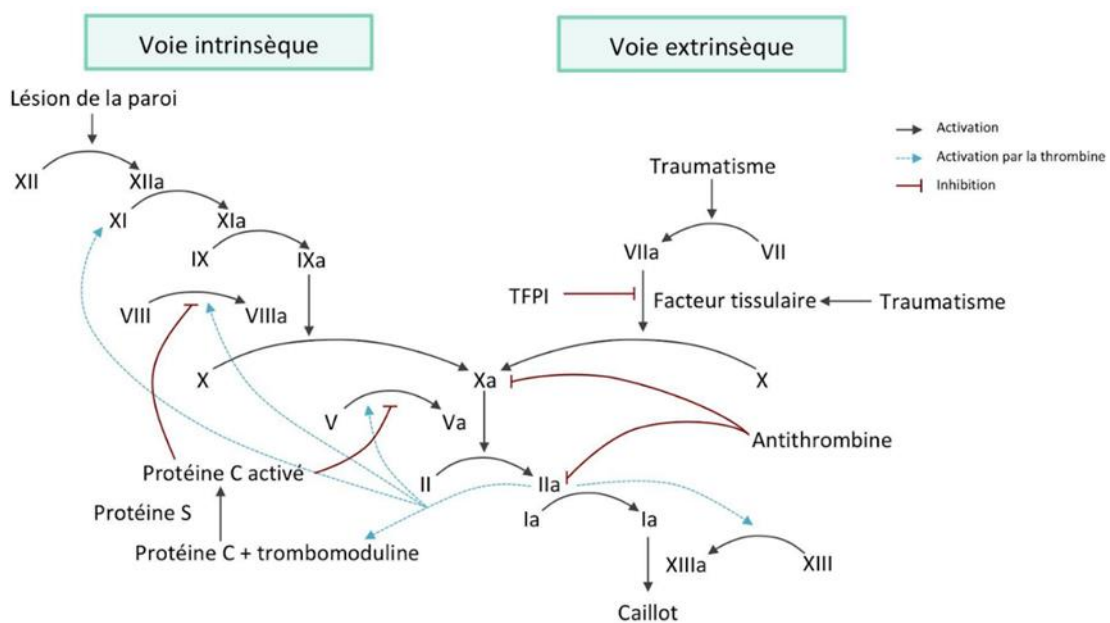 Voie intrinsèque
Voie extrinsèque
Lésion de la paroi
Activation
Activation par la thrombine
Inhibition
Traumatisme
XII
XIIa
XI
XIa
IX
IXa
VIIa
VII
TFPI
Facteur tissulaire
Traumatisme
VIII
VIIIa
X
Xa
X
V
Va
Antithrombine
Protéine C activé
II
IIa
Protéine S
Ia
Ia
Protéine C + trombomoduline
XIIIa
XIII
Caillot